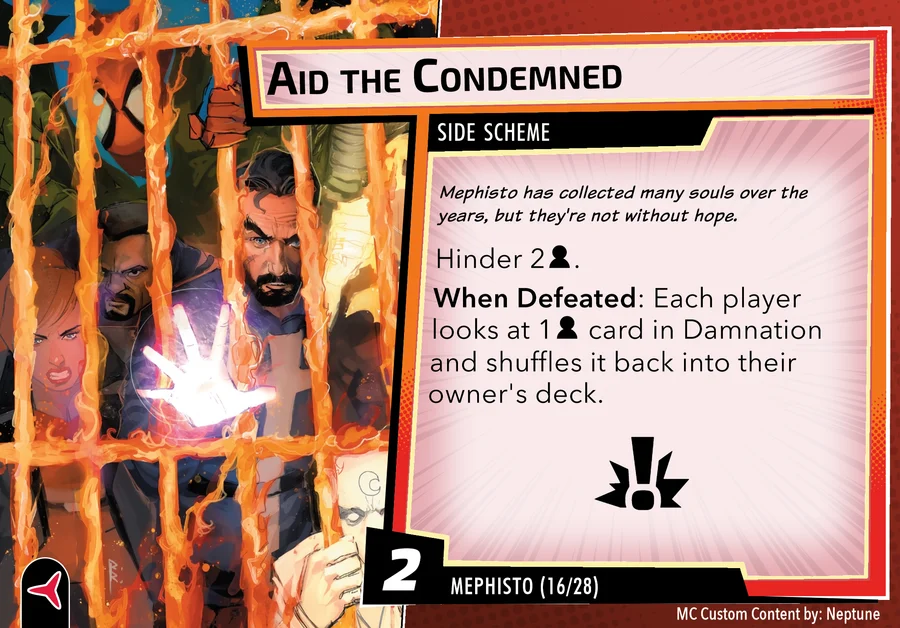 AID THE CONDEMNED
SIDE SCHEME
Mephisto has collected many souls over the
years, but they're not without hope.
Hinder 2.
When Defeated: Each player
looks at 1 card in Damnation
and shuffles it back into their
owner's deck.
2
MEPHISTO (16/28)
MC Custom Content by: Neptune